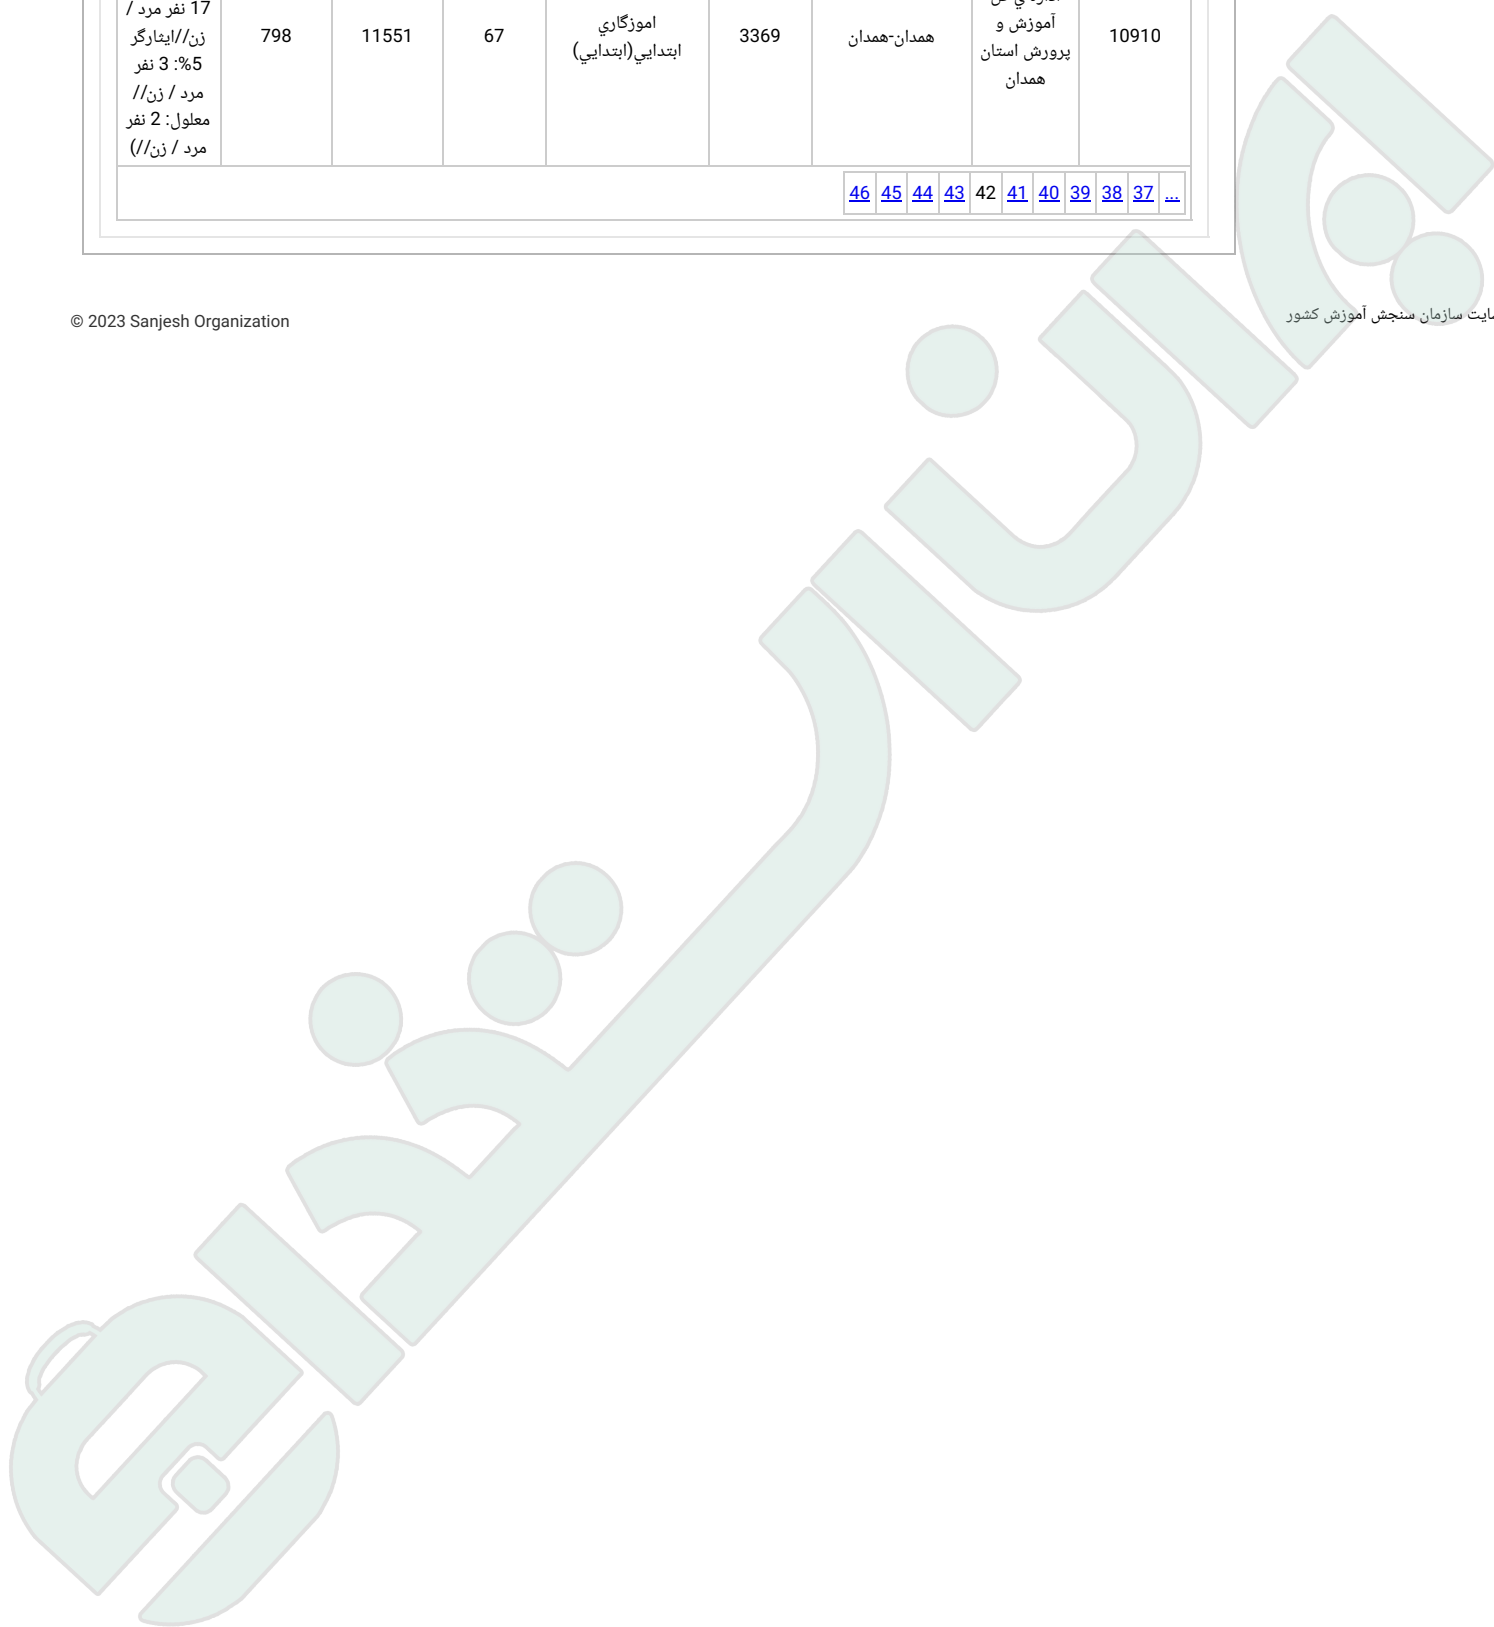 10910
آموزش و
پرورش استان
همدان
همدان-همدان
3369
اموزگاري
ابتدايي(ابتدايي)
67
11551
798
17 نفر مرد /
زن//ایثارگر
5%: 3 نفر
مرد / زن//
معلول: 2 نفر
مرد / زن//)
... 37 38 39 40 41 42 43 44 45 46
سازمان سنجش آموزش کشور
© 2023 Sanjesh Organization
ایران استخدام